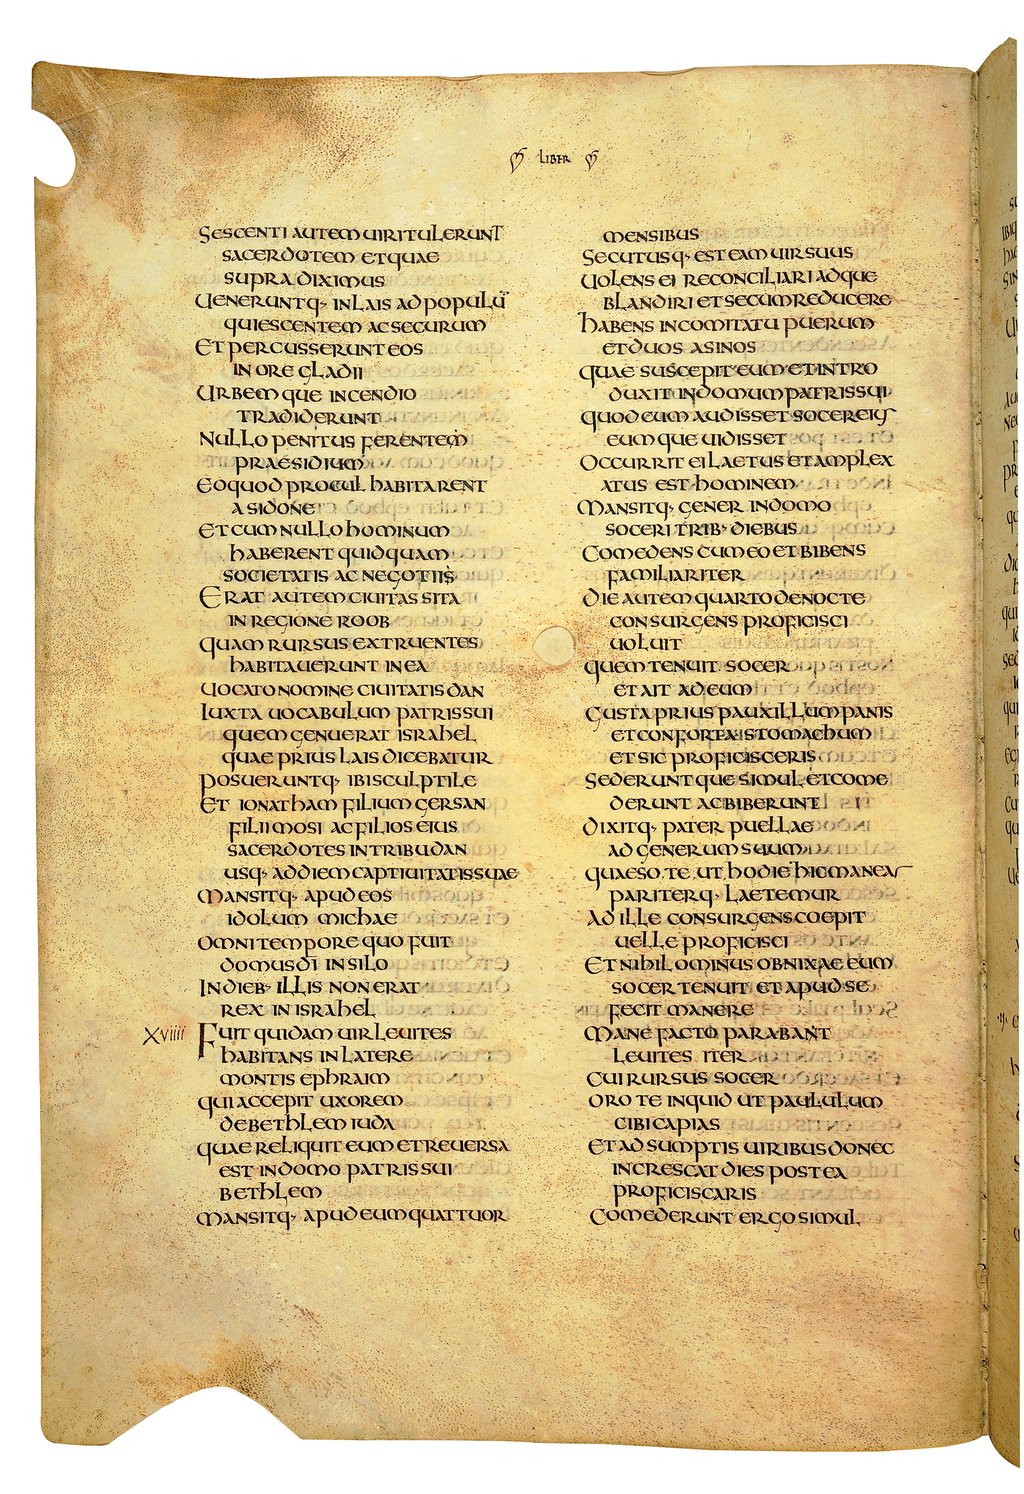 LIBER
SESCENTI AUTEM UIRI TULERUNT
SACERDOTEM ET QUAE
SUPRA DIXIMUS
UENERUNTQ· IN LAIS AD POPULŪ
QUIESCENTEM AC SECURUM
ET PERCUSSERUNT EOS
IN ORE GLADII
URBEMQUE INCENDIO
TRADIDERUNT
NULLO PENITUS FERENTEM
PRAESIDIUM
EO QUOD PROCUL HABITARENT
A SIDONE
ET CUM NULLO HOMINUM
HABERENT QUIDQUAM
SOCIETATIS AC NEGOTIIS
ERAT AUTEM CIUITAS SITA
IN REGIONE ROOB
QUAM RURSUS EXTRUENTES
HABITAUERUNT IN EA
UOCATO NOMINE CIUITATIS DAN
IUXTA UOCABULUM PATRIS SUI
QUEM GENUERAT ISRAHEL
QUAE PRIUS LAIS DICEBATUR
POSUERUNTQ· IBI SCULPTILE
ET IONATHAM FILIUM GERSAN
FILII MOSI AC FILIOS EIUS
SACERDOTES IN TRIBU DAN
USQ· AD DIEM CAPTIUITATIS SUAE
MANSITQ· APUD EOS
IDOLUM MICHAE
OMNI TEMPORE QUO FUIT
DOMUS DĪ IN SILO
IN DIEB· ILLIS NON ERAT
REX IN ISRAHEL
XVIIII FUIT QUIDAM UIR LEUITES
HABITANS IN LATERE
MONTIS EPHRAIM
QUI ACCEPIT UXOREM
DE BETHLEM IUDA
QUAE RELIQUIT EUM ET REUERSA
EST IN DOMO PATRIS SUI
BETHLEM
MANSITQ· APUD EUM QUATTUOR
MENSIBUS
SECUTUSQ· EST EAM UIR SUUS
UOLENS EI RECONCILIARI ADQUE
BLANDIRI ET SECUM REDUCERE
HABENS IN COMITATU PUERUM
ET DUOS ASINOS
QUAE SUSCEPIT EUM ET INTRO
DUXIT IN DOMUM PATRIS SUI
QUOD EUM AUDISSET SOCER EIUS
EUMQUE UIDISSET
OCCURRIT EI LAETUS ET AMPLEX
ATUS EST HOMINEM
MANSITQ· GENER IN DOMO
SOCERI TRIB· DIEBUS
COMEDENS CUM EO ET BIBENS
FAMILIARITER
DIE AUTEM QUARTO DE NOCTE
CONSURGENS PROFICISCI
UOLUIT
QUEM TENUIT SOCER
ET AIT AD EUM
GUSTA PRIUS PAUXILLUM PANIS
ET CONFORTA STOMACHUM
ET SIC PROFICISCERIS
SEDERUNTQUE SIMUL ET COME
DERUNT AC BIBERUNT
DIXITQ· PATER PUELLAE
AD GENERUM SUUM
QUAESO TE UT HODIE HIC MANEAS
PARITERQ· LAETEMUR
AD ILLE CONSURGENS COEPIT
UELLE PROFICISCI
ET NIHILOMINUS OBNIXAE EUM
SOCER TENUIT ET APUD SE
FECIT MANERE
MANE FACTO PARABANT
LEUITES ITER
CUI RURSUS SOCER
ORO TE INQUID UT PAULULUM
CIBI CAPIAS
ET ADSUMPTIS UIRIBUS DONEC
INCRESCAT DIES POSTEA
PROFICISCARIS
COMEDERUNT ERGO SIMUL